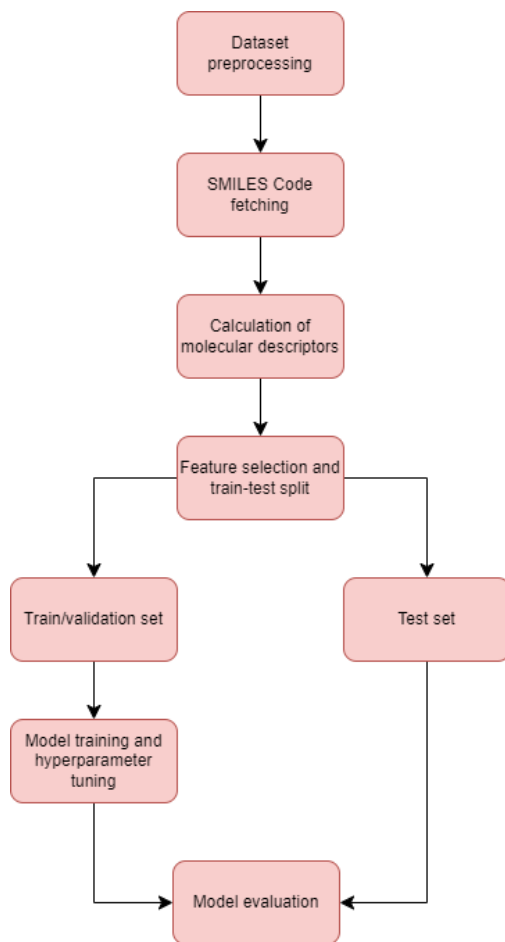 Dataset
preprocessing
SMILES Code
fetching
Calculation of
molecular descriptors
Feature selection and
train-test split
Train/validation set
Test set
Model training and
hyperparameter
tuning
Model evaluation